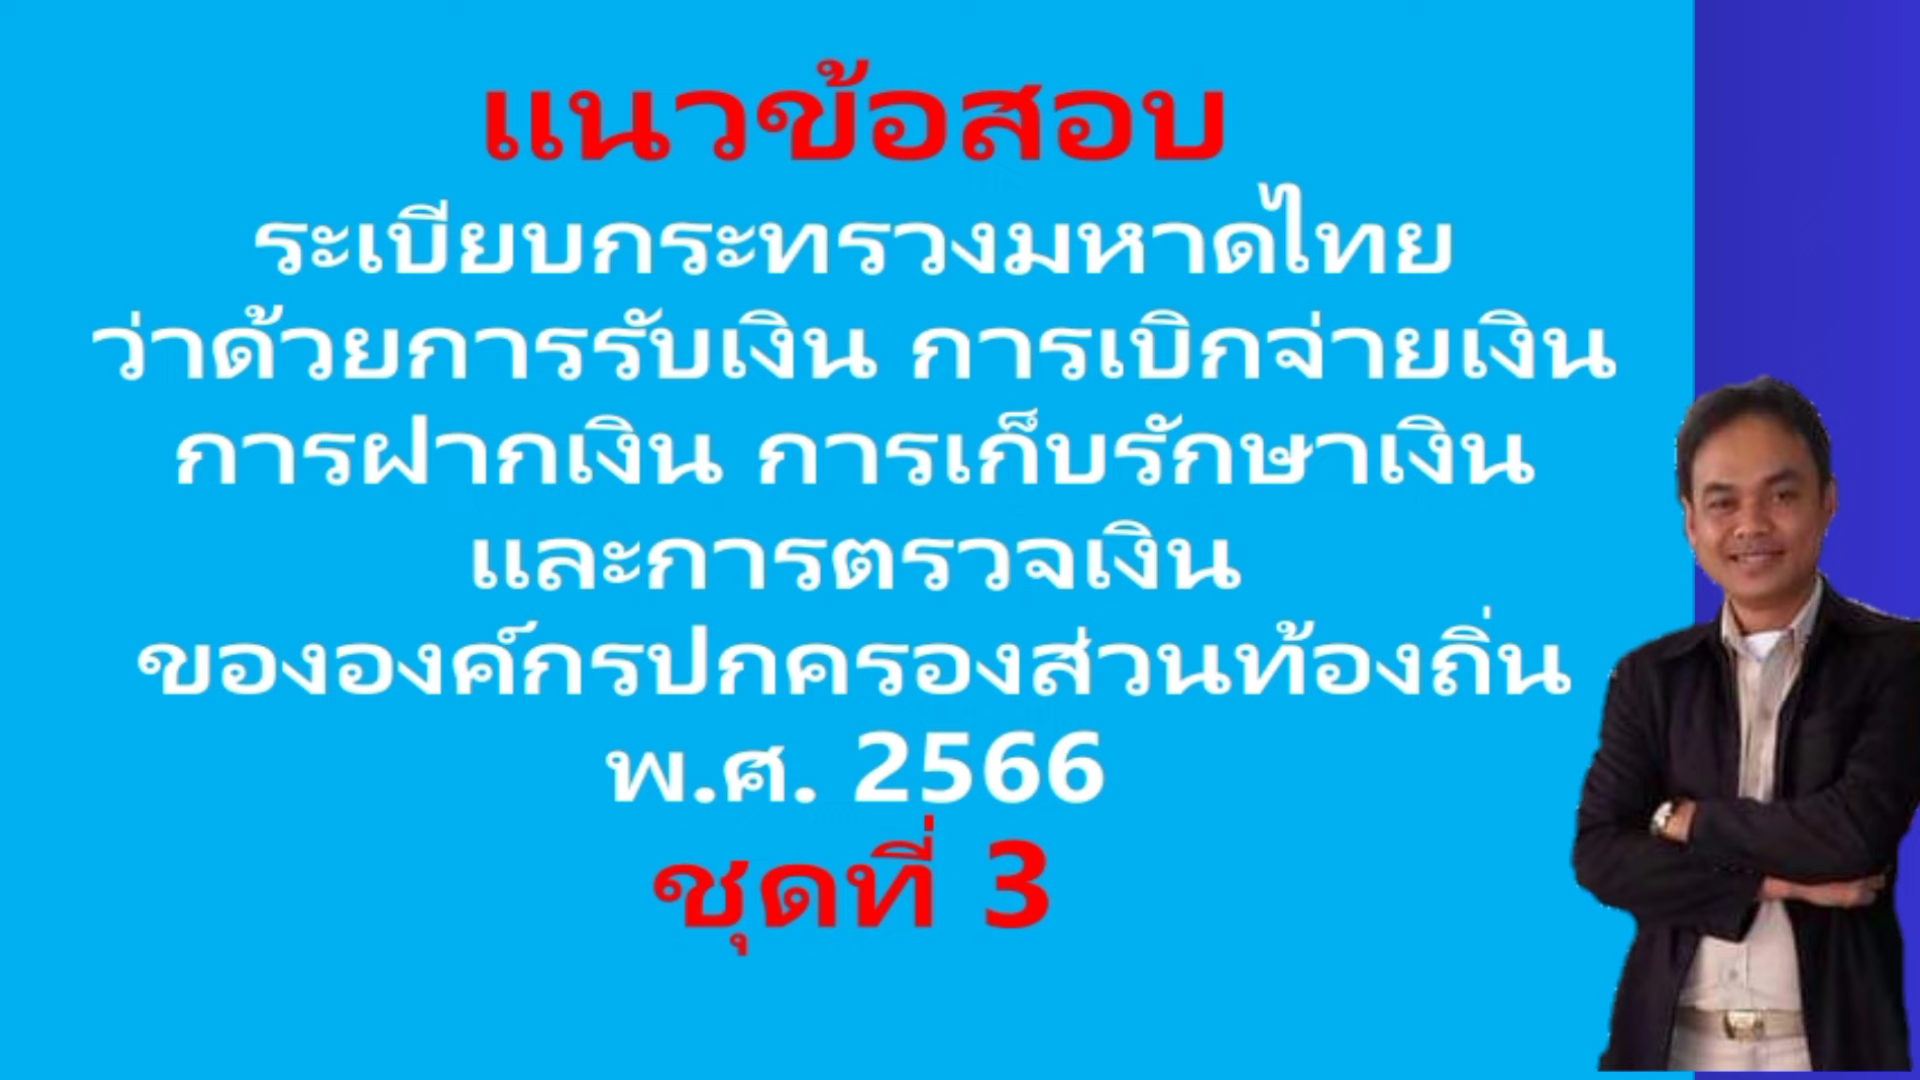 แนวข้อสอบ
ระเบียบกระทรวงมหาดไทย
ว่าด้วยการรับเงิน การเบิกจ่ายเงิน
การฝากเงิน การเก็บรักษาเงิน
และการตรวจเงิน
ขององค์กรปกครองส่วนท้องถิ่น
พ.ศ. 2566
ชุดที่ 3